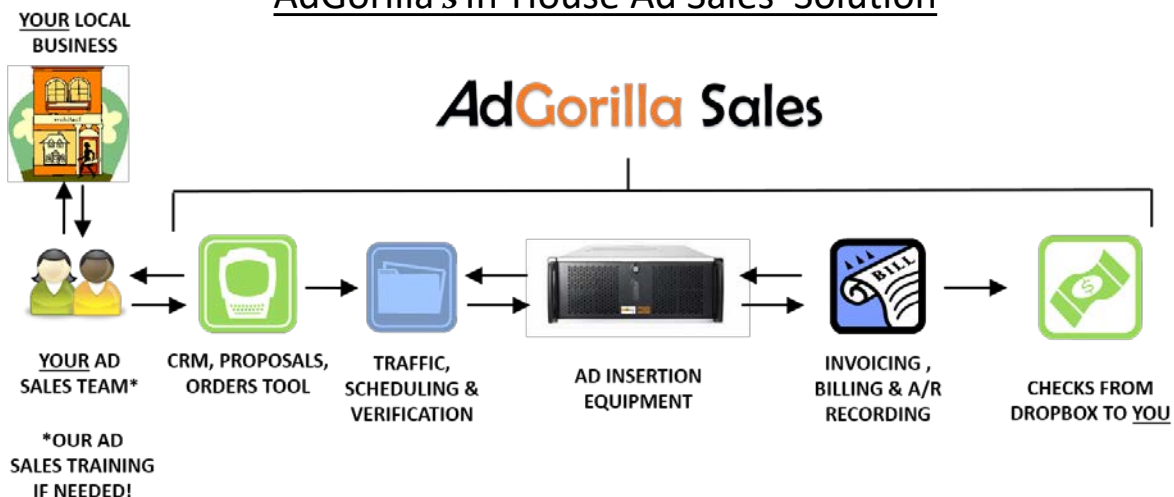 AdGorilla's In-House Ad Sales Solution
YOUR LOCAL
BUSINESS
AdGorilla Sales
BILL
YOUR AD
SALES TEAM*
CRM, PROPOSALS,
ORDERS TOOL
TRAFFIC,
SCHEDULING &
VERIFICATION
AD INSERTION
EQUIPMENT
INVOICING ,
BILLING & A/R
RECORDING
CHECKS FROM
DROPBOX TO YOU
*OUR AD
SALES TRAINING
IF NEEDED!